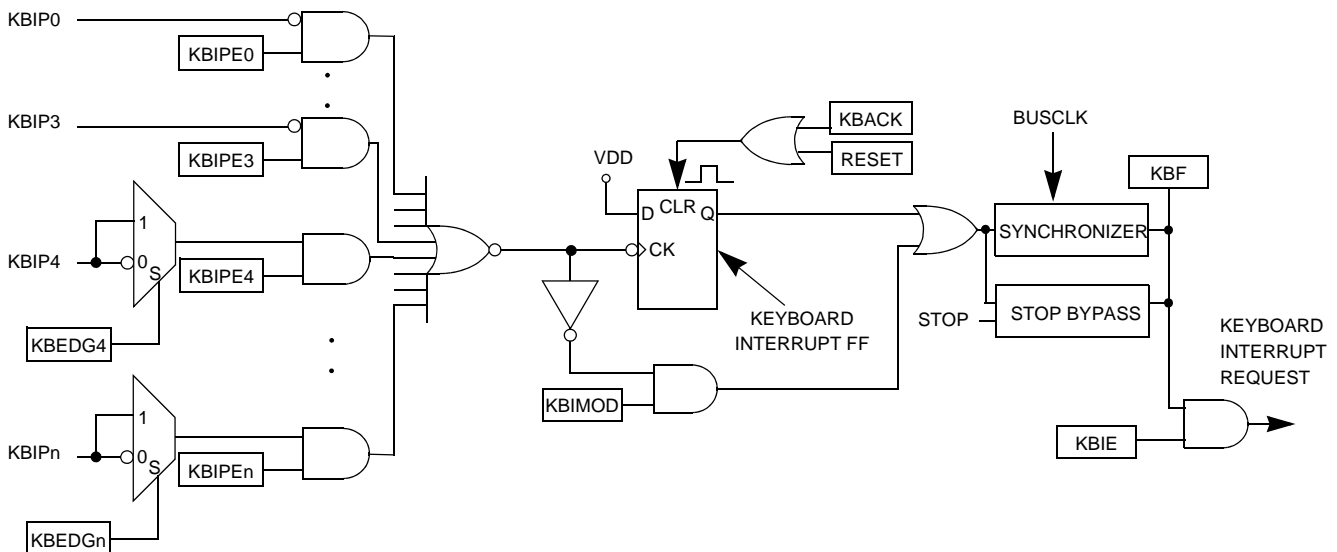 KBIP0
KBIPE0
KBIP3
KBIPE3
KBACK
RESET
BUSCLK
VDD
KBF
D CLR Q
CK
SYNCHRONIZER
1
0
S
KBIP4
KBIPE4
KBEDG4
KEYBOARD
INTERRUPT FF
STOP
STOP BYPASS
KEYBOARD
INTERRUPT
REQUEST
KBIMOD
1
0
S
KBIPn
KBIPEn
KBIE
KBEDGn